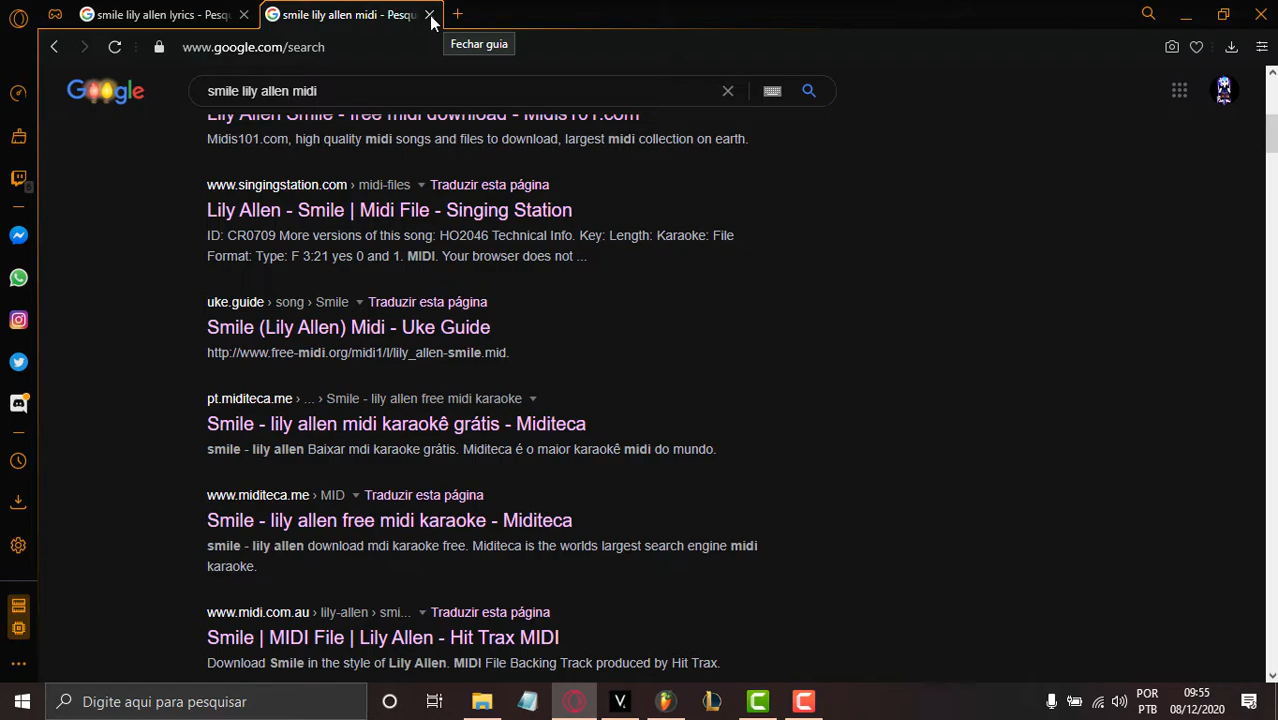 smile lily allen lyrics - Pesqu
smile lily allen midi - Pesqu
Fechar guia
www.google.com/search
Google
smile lily allen midi
Lily Allen Smile - free midi download - Midis101.com
Midis101.com, high quality midi songs and files to download, largest midi collection on earth.
www.singingstation.com › midi-files Traduzir esta página
Lily Allen - Smile | Midi File - Singing Station
ID: CR0709 More versions of this song: HO2046 Technical Info. Key: Length: Karaoke: File
Format: Type: F 3:21 yes 0 and 1. MIDI. Your browser does not ...
uke.guide › song › Smile Traduzir esta página
Smile (Lily Allen) Midi - Uke Guide
http://www.free-midi.org/midi1/l/lily_allen-smile.mid.
pt.miditeca.me › ... › Smile - lily allen free midi karaoke
Smile - lily allen midi karaokê grátis - Miditeca
smile - lily allen Baixar mdi karaoke grátis. Miditeca é o maior karaokê midi do mundo.
www.miditeca.me › MID Traduzir esta página
Smile - lily allen free midi karaoke - Miditeca
smile - lily allen download mdi karaoke free. Miditeca is the worlds largest search engine midi
karaoke.
www.midi.com.au › lily-allen › smi... Traduzir esta página
Smile | MIDI File | Lily Allen - Hit Trax MIDI
Download Smile in the style of Lily Allen. MIDI File Backing Track produced by Hit Trax.
Digite aqui para pesquisar
POR
PTB
09:55
08/12/2020